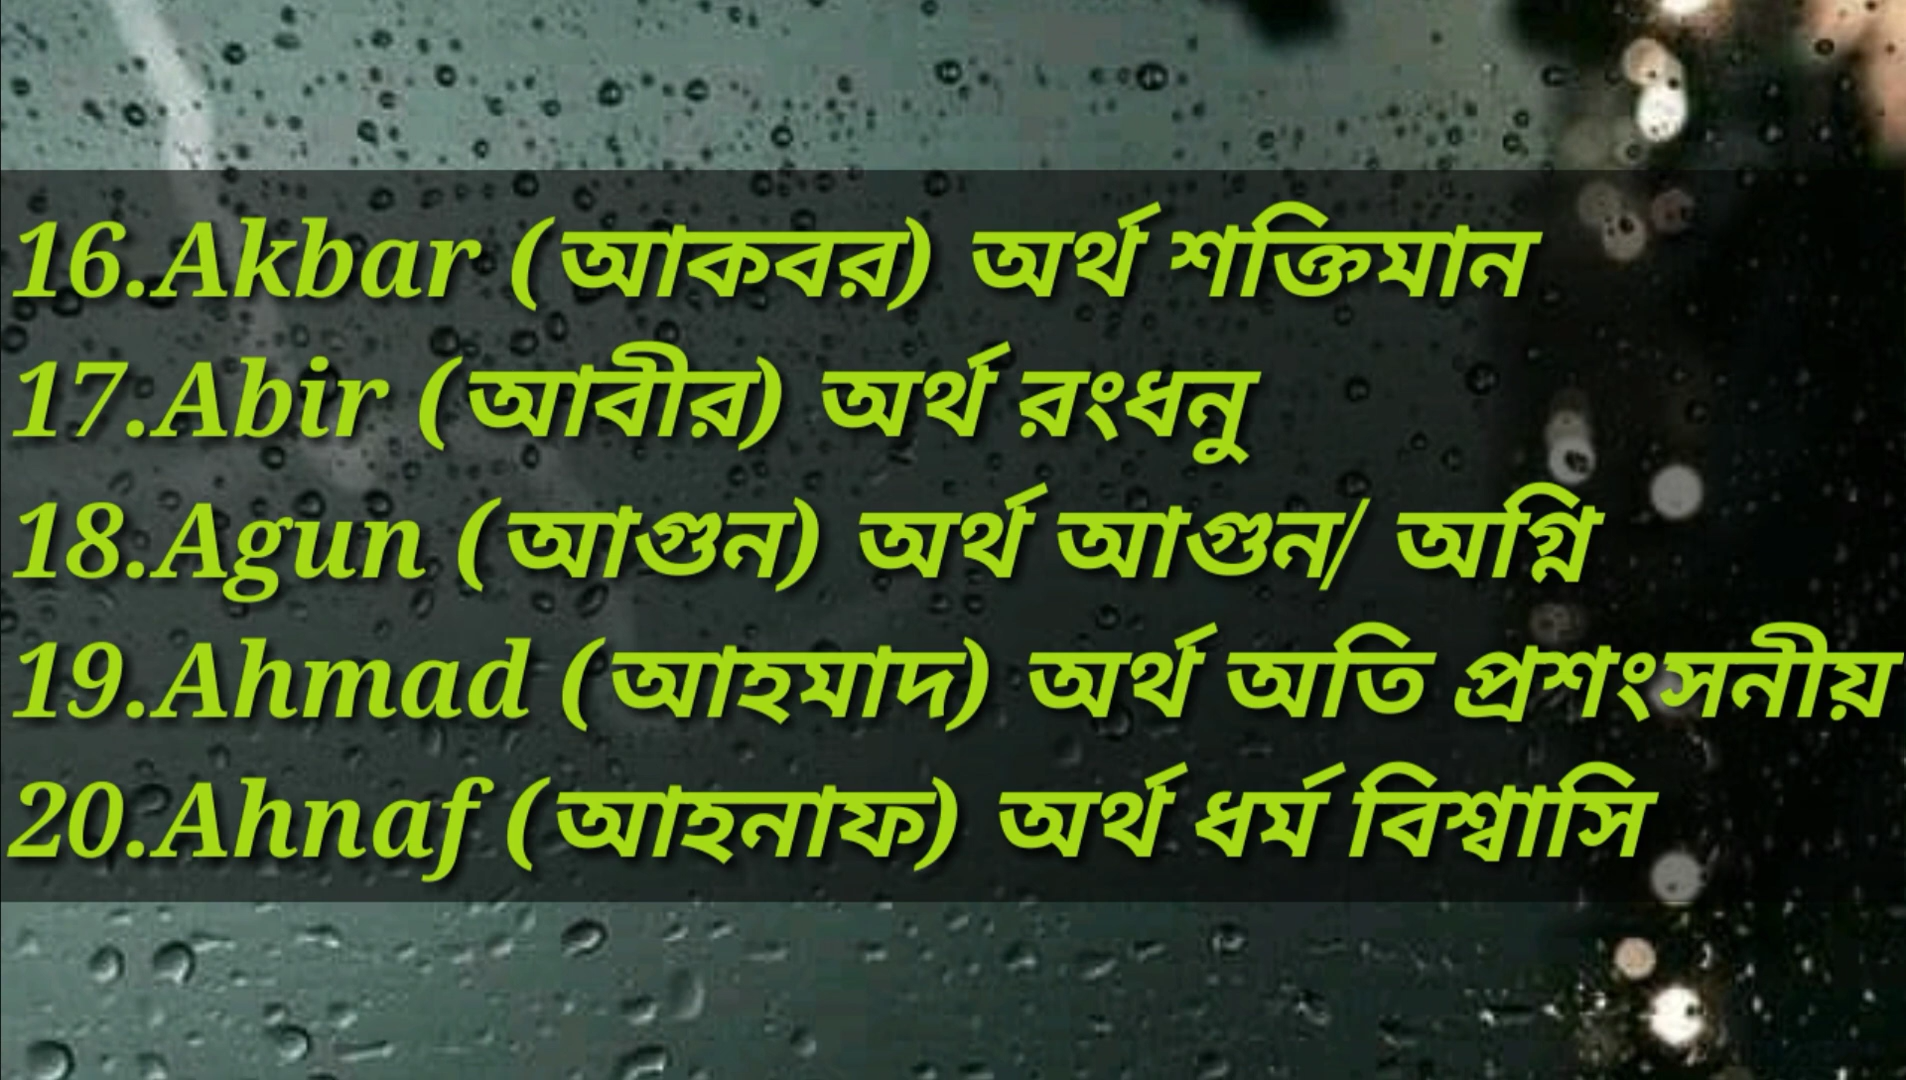 16.Akbar (আকবর) অর্থ শক্তিমান
17.Abir (আবীর) অর্থ রংধনু
18.Agun (আগুন) অর্থ আগুন/ অগ্নি
19.Ahmad (আহমাদ) অর্থ অতি প্রশংসনীয়
20.Ahnaf (আহনাফ) অর্থ ধর্ম বিশ্বাসি